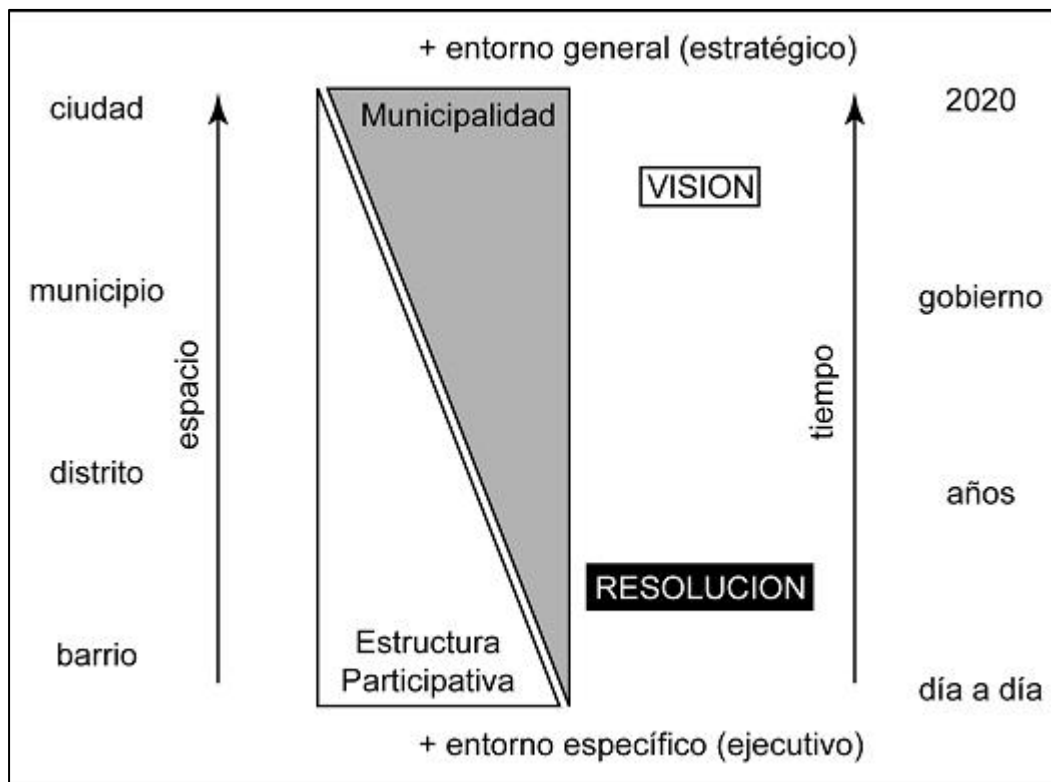 + entorno general (estratégico)
ciudad
Municipalidad
2020
VISION
municipio
gobierno
espacio
tiempo
distrito
años
RESOLUCION
Estructura
Participativa
barrio
día a día
+ entorno específico (ejecutivo)